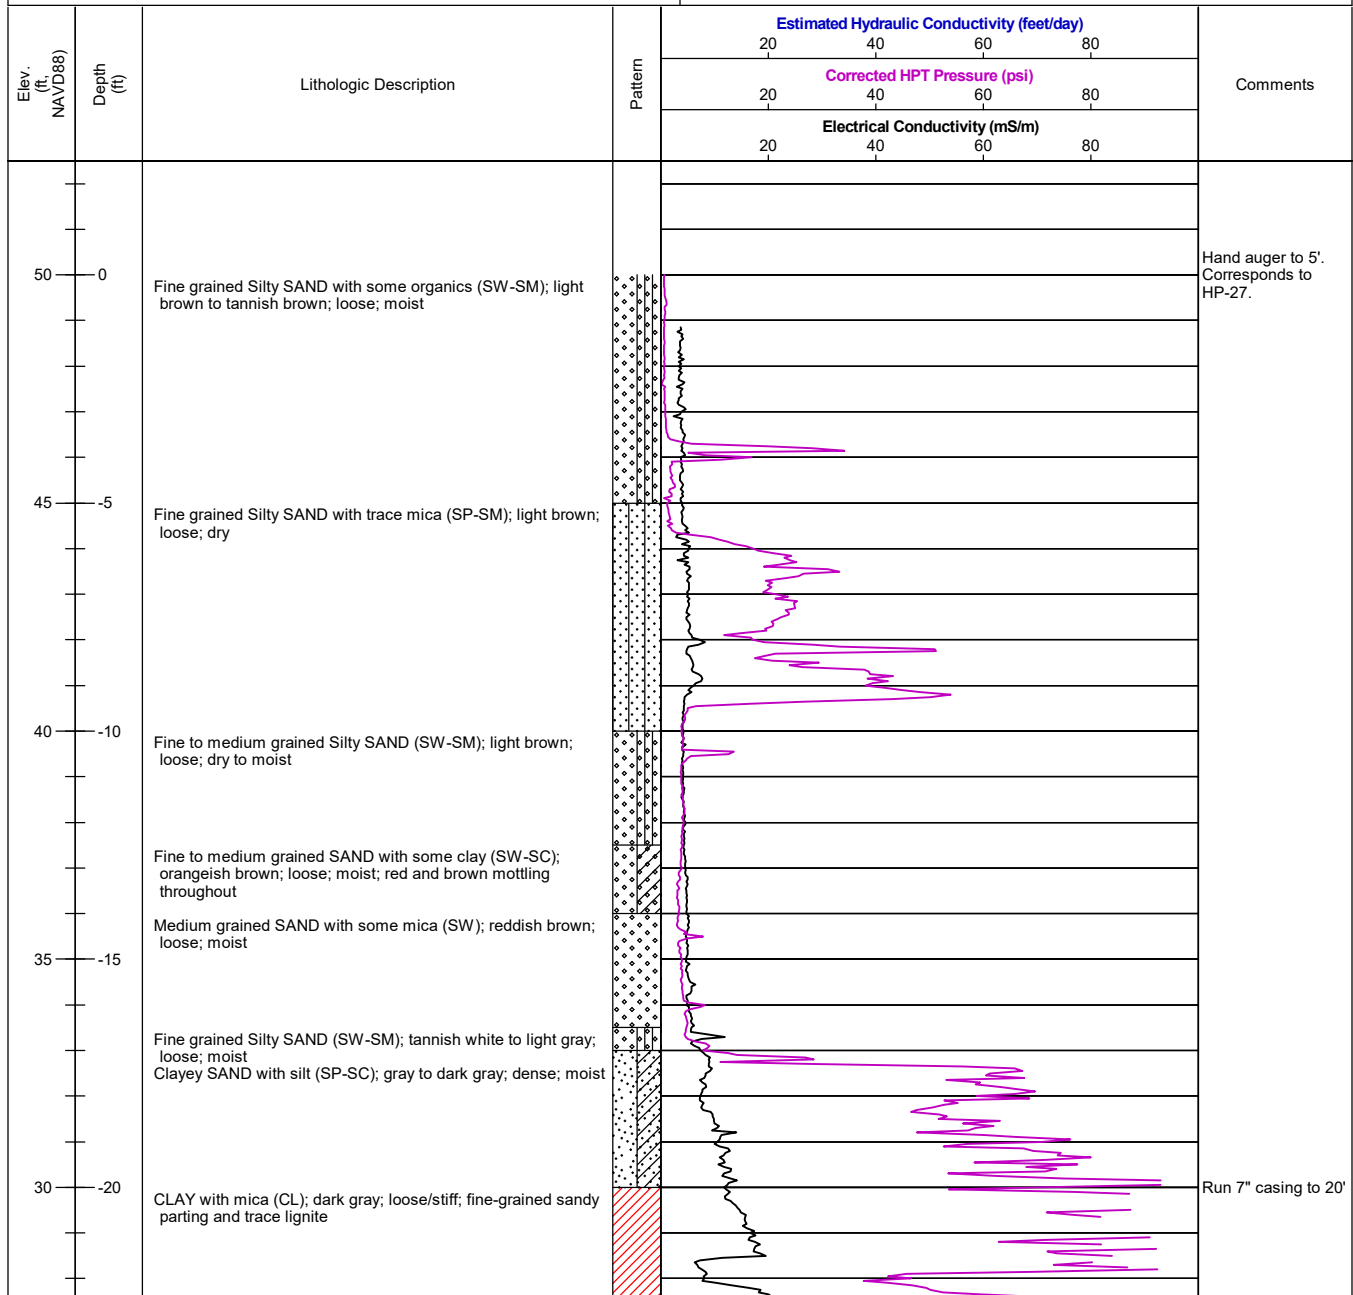 Elev.
(ft,
NAVD88)
Depth
(ft)
Lithologic Description
Pattern
Estimated Hydraulic Conductivity (feet/day)
20 40 60 80
Corrected HPT Pressure (psi)
20 40 60 80
Electrical Conductivity (mS/m)
20 40 60 80
Comments
50 0
Fine grained Silty SAND with some organics (SW-SM); light
brown to tannish brown; loose; moist
Hand auger to 5'.
Corresponds to
HP-27.
45 -5
Fine grained Silty SAND with trace mica (SP-SM); light brown;
loose; dry
40 -10
Fine to medium grained Silty SAND (SW-SM); light brown;
loose; dry to moist
Fine to medium grained SAND with some clay (SW-SC);
orangeish brown; loose; moist; red and brown mottling
throughout
Medium grained SAND with some mica (SW); reddish brown;
loose; moist
35 -15
Fine grained Silty SAND (SW-SM); tannish white to light gray;
loose; moist
Clayey SAND with silt (SP-SC); gray to dark gray; dense; moist
30 -20
CLAY with mica (CL); dark gray; loose/stiff; fine-grained sandy
parting and trace lignite
Run 7" casing to 20'